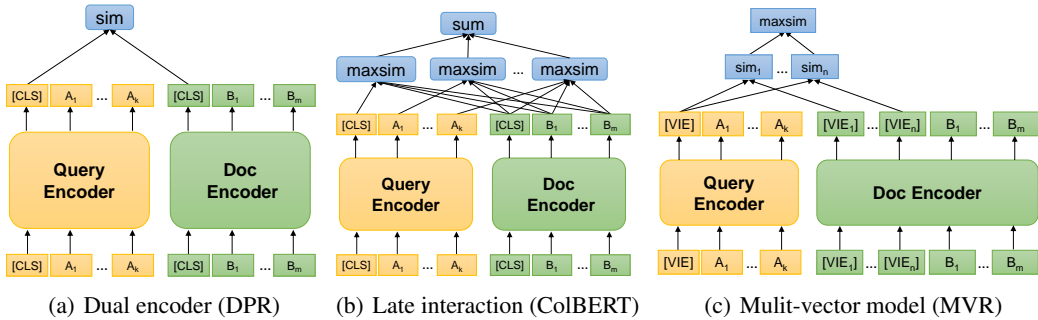 sim
[CLS] A₁ ... Aₖ [CLS] B₁ ... Bₘ
Query
Encoder
Doc
Encoder
[CLS] A₁ ... Aₖ [CLS] B₁ ... Bₘ
(a) Dual encoder (DPR)
sum
maxsim maxsim ... maxsim
[CLS] A₁ ... Aₖ [CLS] B₁ ... Bₘ
Query
Encoder
Doc
Encoder
[CLS] A₁ ... Aₖ [CLS] B₁ ... Bₘ
(b) Late interaction (ColBERT)
maxsim
sim₁ ... simₙ
[VIE] A₁ ... Aₖ [VIE₁] ... [VIEₙ] B₁ ... Bₘ
Query
Encoder
Doc Encoder
[VIE] A₁ ... Aₖ [VIE₁] ... [VIEₙ] B₁ ... Bₘ
(c) Mulit-vector model (MVR)